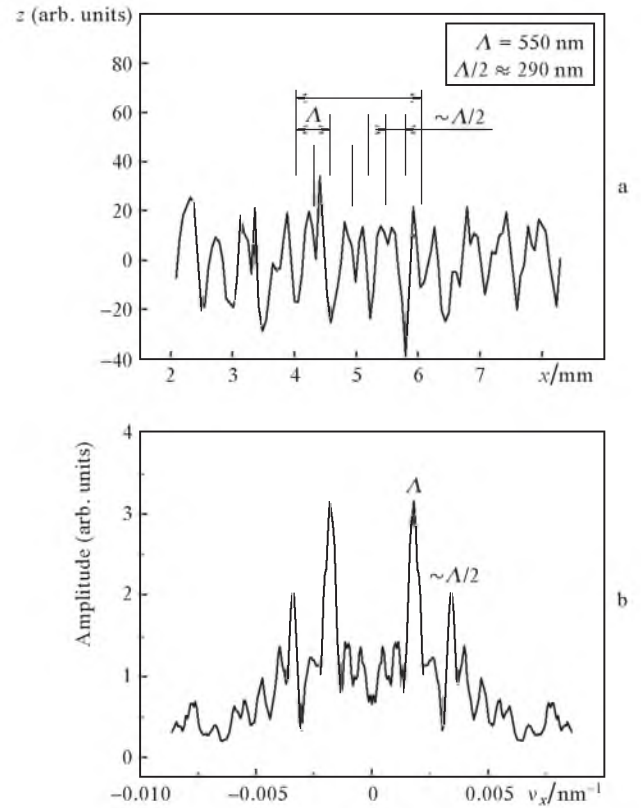 z (arb. units)
80
60
40
20
0
−20
−40
2 3 4 5 6 7 x/mm
Λ = 550 nm
Λ/2 ≈ 290 nm
Λ
~Λ/2
a
Amplitude (arb. units)
4
3
2
1
0
−0.010 −0.005 0 0.005 νx/nm−1
Λ
~Λ/2
b